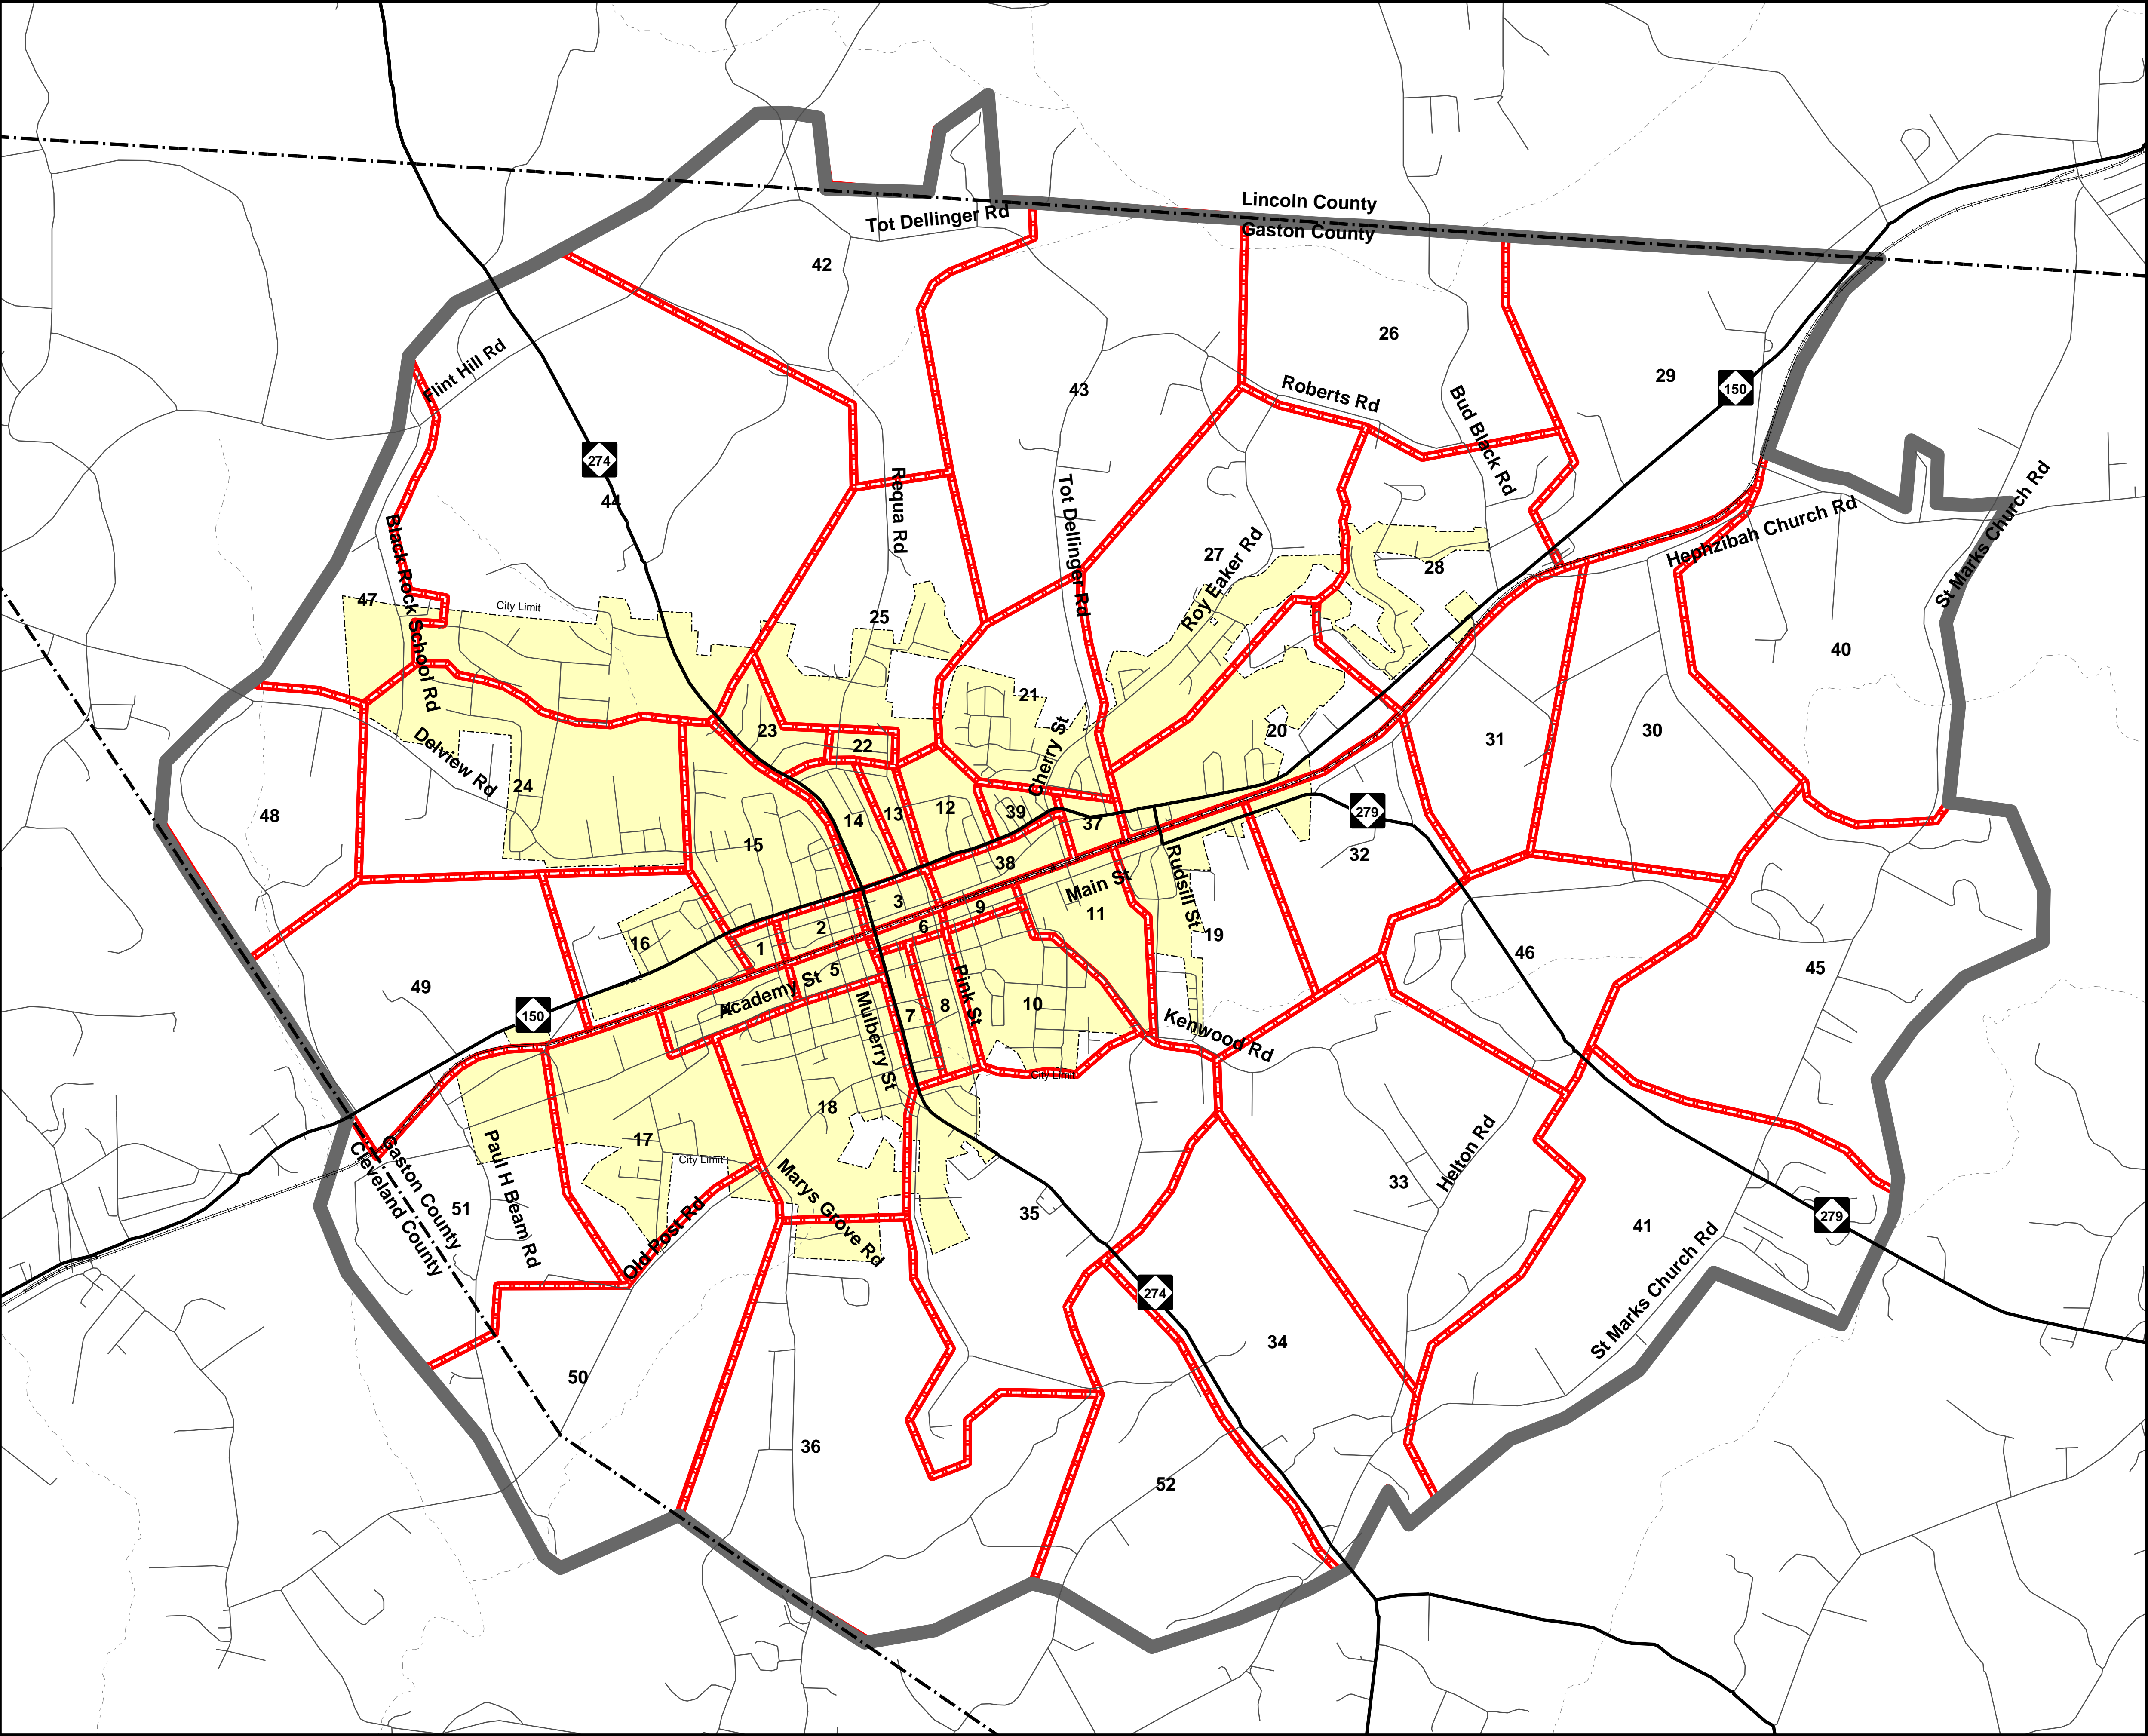 Lincoln County
Tot Dellinger Rd
Gaston County
42
26
Flint Hill Rd
43
Roberts Rd
29
150
Bud Black Rd
274
44
Requa Rd
Tot Dellinger Rd
Hephzibah Church Rd
St Marks Church Rd
27
Roy Eaker Rd
28
Black Rock School Rd
47
City Limit
25
40
21
23
22
Cherry St
20
31
30
Delview Rd
24
48
14
13
12
39
37
279
15
38
32
Main St
Rudsill St
3
9
11
16
1
2
6
19
46
49
5
45
4
Academy St
150
Mulberry St
7
8
Pink St
10
Kenwood Rd
City Limit
18
17
City Limit
Gaston County
Cleveland County
Paul H Beam Rd
51
Old Post Rd
Marys Grove Rd
35
33
Helton Rd
41
279
St Marks Church Rd
274
34
50
36
52